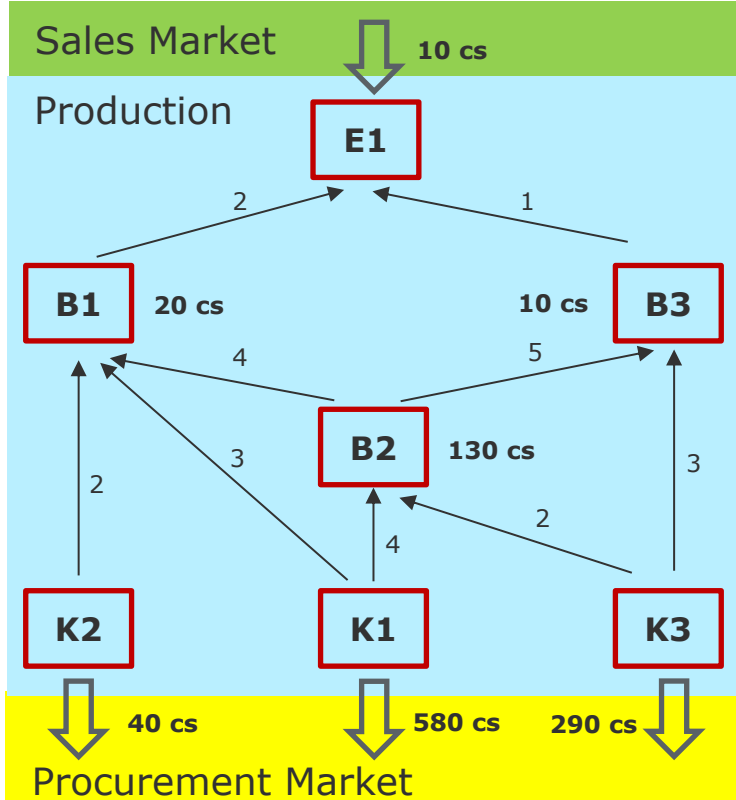 Sales Market
10 cs
Production
E1
2
1
B1
20 cs
10 cs
B3
4
5
B2
130 cs
2
3
4
2
3
K2
K1
K3
40 cs
580 cs
290 cs
Procurement Market